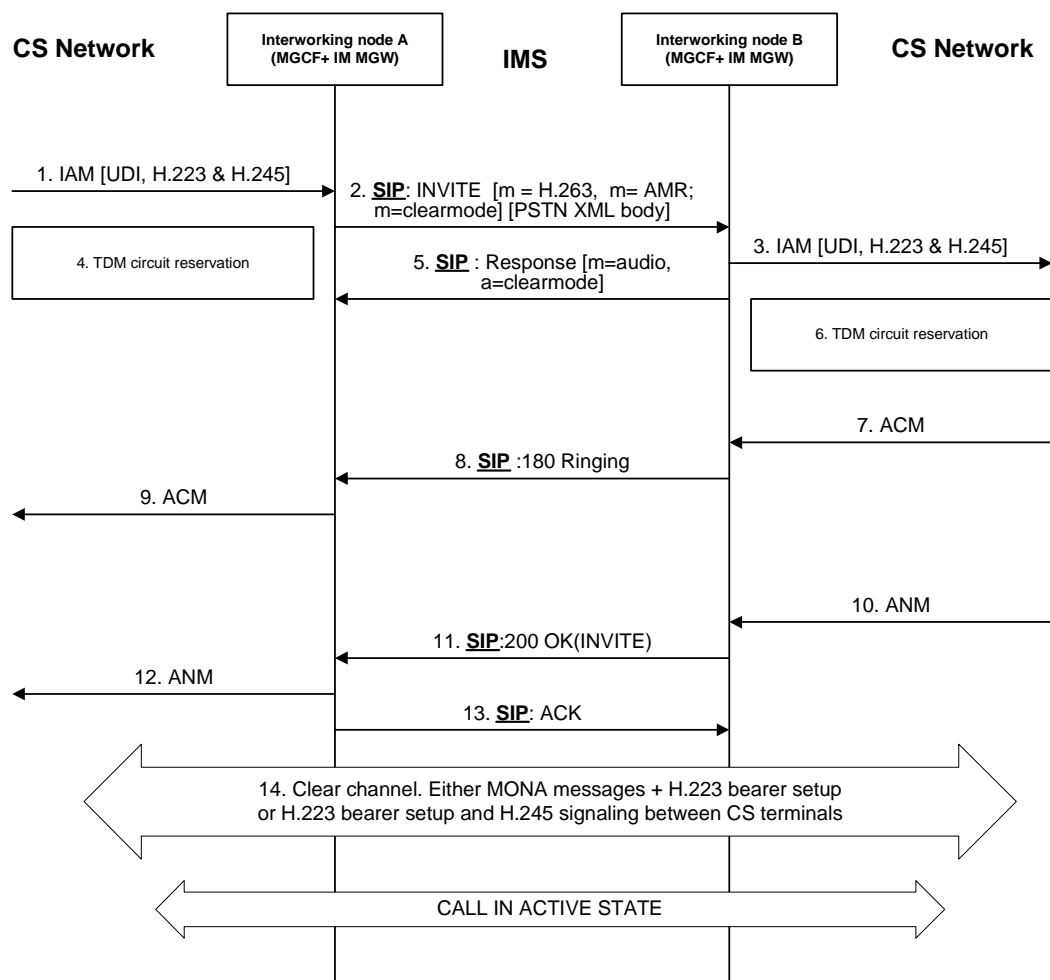 CS Network
Interworking node A
(MGCF+ IM MGW)
IMS
Interworking node B
(MGCF+ IM MGW)
CS Network
1. IAM [UDI, H.223 & H.245]
2. SIP: INVITE [m = H.263, m= AMR;
m=clearmode] [PSTN XML body]
3. IAM [UDI, H.223 & H.245]
4. TDM circuit reservation
5. SIP : Response [m=audio,
a=clearmode]
6. TDM circuit reservation
7. ACM
8. SIP :180 Ringing
9. ACM
10. ANM
11. SIP:200 OK(INVITE)
12. ANM
13. SIP: ACK
14. Clear channel. Either MONA messages + H.223 bearer setup
or H.223 bearer setup and H.245 signaling between CS terminals
CALL IN ACTIVE STATE